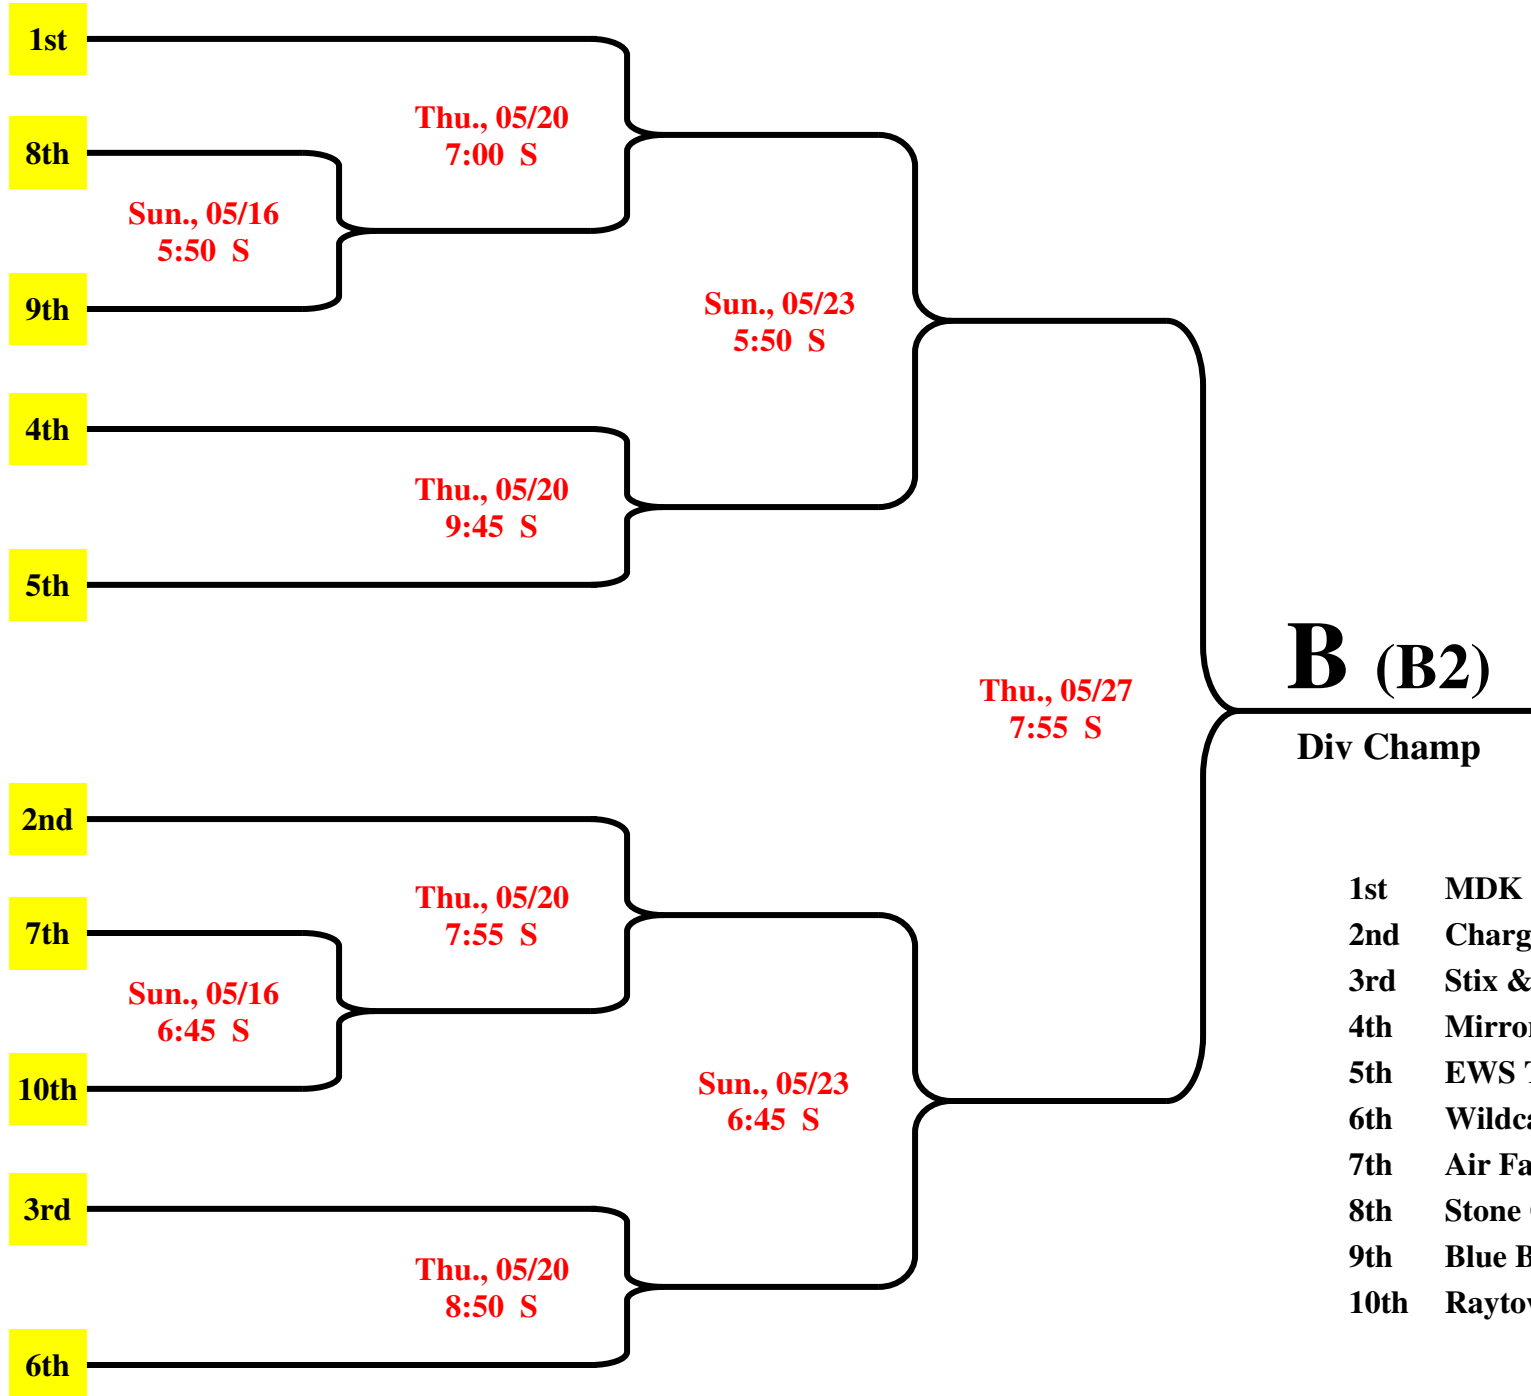 1st
Thu., 05/20
7:00 S
8th
Sun., 05/16
5:50 S
9th
Sun., 05/23
5:50 S
4th
Thu., 05/20
9:45 S
5th
B (B2)
Thu., 05/27
7:55 S
Div Champ
2nd
Thu., 05/20
7:55 S
7th
Sun., 05/16
6:45 S
10th
Sun., 05/23
6:45 S
3rd
Thu., 05/20
8:50 S
6th
1st MDK
2nd
3rd Stix &
4th
5th EWS
6th
7th Air
8th Stone
9th Blue
10th